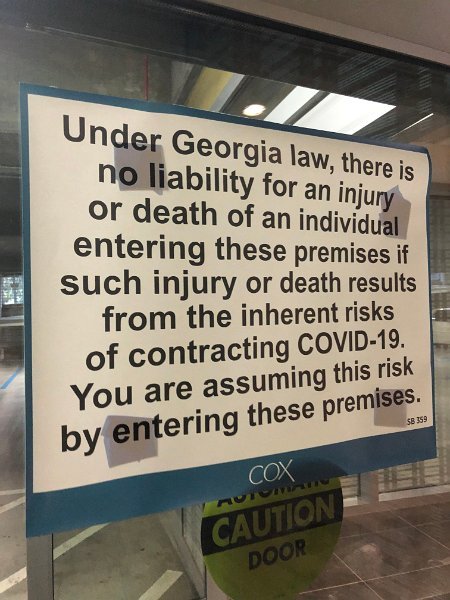 Under Georgia law, there is
no liability for an injury
or death of an individual
entering these premises if
such injury or death results
from the inherent risks
of contracting COVID-19.
You are assuming this risk
by entering these premises.
SB 359
COX
AUTOMATIC
CAUTION
DOOR